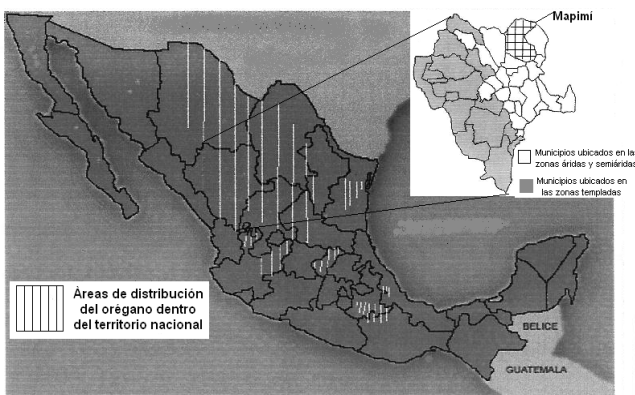 Mapimí
Municipios ubicados en las
zonas áridas y semiáridas
Municipios ubicados en
las zonas templadas
Áreas de distribución
del orégano dentro
del territorio nacional
BELICE
GUATEMALA